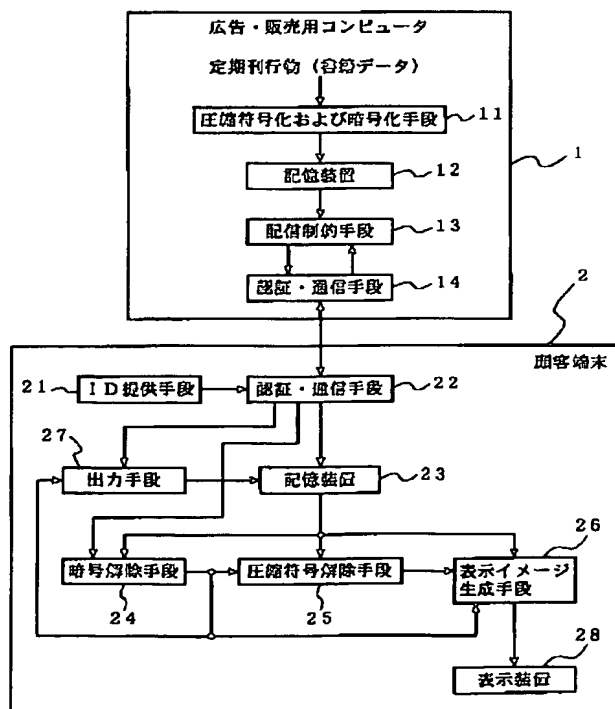 広告・販売用コンピュータ
定期刊行物(容績データ)
圧縮符号化および暗号化手段
11
1
記憶装置
12
配信制的手段
13
認証・通信手段
14
2
顧客端末
21
ID提供手段
認証・通信手段
22
27
出力手段
記憶装置
23
26
暗号解除手段
圧縮符号解除手段
表示イメージ
生成手段
24
25
28
表示装置